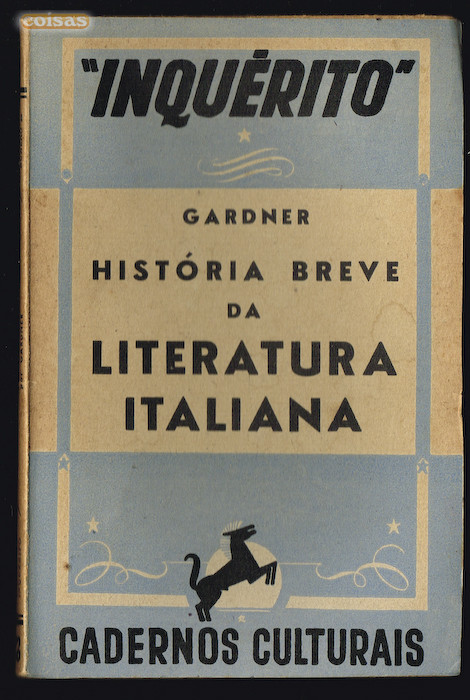 coisas
"INQUÉRITO"
GARDNER
HISTÓRIA BREVE
DA
LITERATURA
ITALIANA
CADERNOS CULTURAIS